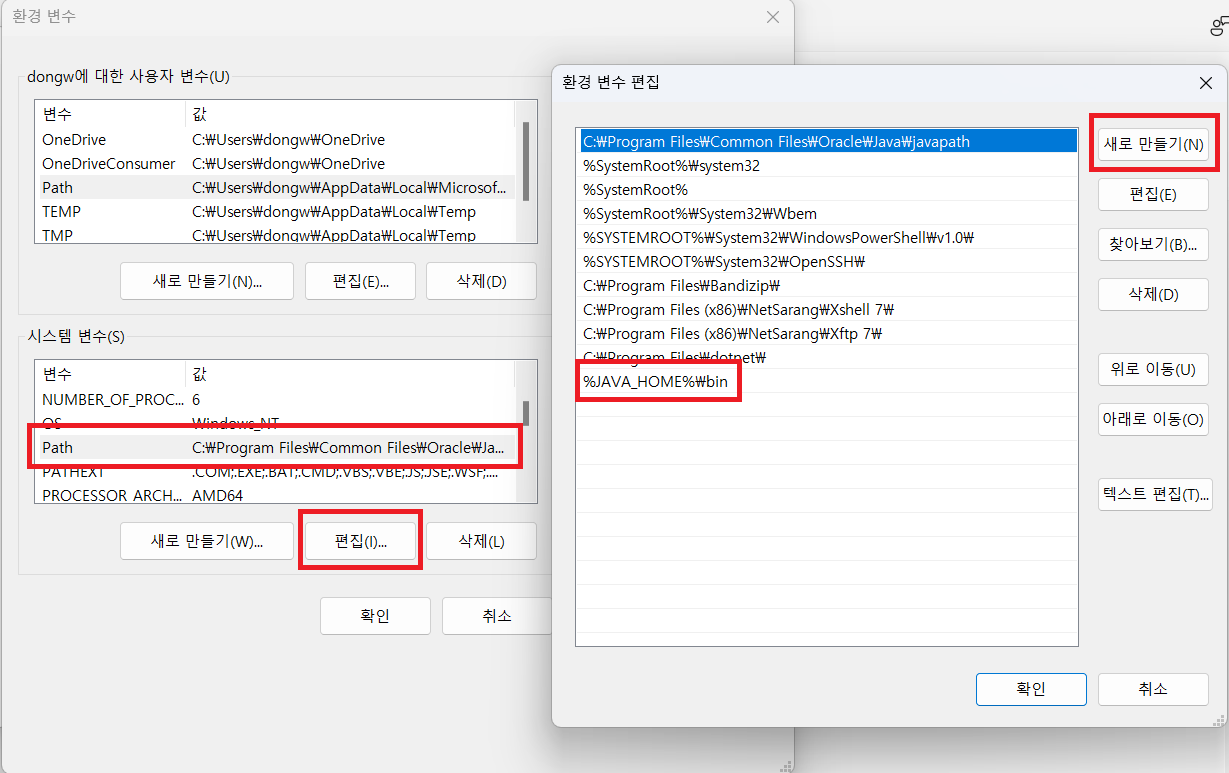 환경 변수
dongw에 대한 사용자 변수(U)
변수 값
OneDrive C:₩Users₩dongw₩OneDrive
OneDriveConsumer C:₩Users₩dongw₩OneDrive
Path C:₩Users₩dongw₩AppData₩Local₩Microsof...
TEMP C:₩Users₩dongw₩AppData₩Local₩Temp
TMP C:₩Users₩dongw₩AppData₩Local₩Temp
새로 만들기(N)... 편집(E)... 삭제(D)
시스템 변수(S)
변수 값
NUMBER_OF_PROC... 6
OS Windows_NT
Path C:₩Program Files₩Common Files₩Oracle₩Ja...
PATHEXT .COM;.EXE;.BAT;.CMD;.VBS;.VBE;.JS;.JSE;.WSF;....
PROCESSOR_ARCH... AMD64
새로 만들기(W)... 편집(I)... 삭제(L)
확인 취소
환경 변수 편집
C:₩Program Files₩Common Files₩Oracle₩Java₩javapath
%SystemRoot%₩system32
%SystemRoot%
%SystemRoot%₩System32₩Wbem
%SYSTEMROOT%₩System32₩WindowsPowerShell₩v1.0₩
%SYSTEMROOT%₩System32₩OpenSSH₩
C:₩Program Files₩Bandizip₩
C:₩Program Files (x86)₩NetSarang₩Xshell 7₩
C:₩Program Files (x86)₩NetSarang₩Xftp 7₩
C:₩Program Files₩dotnet₩
%JAVA_HOME%₩bin
새로 만들기(N)
편집(E)
찾아보기(B)...
삭제(D)
위로 이동(U)
아래로 이동(O)
텍스트 편집(T)...
확인 취소